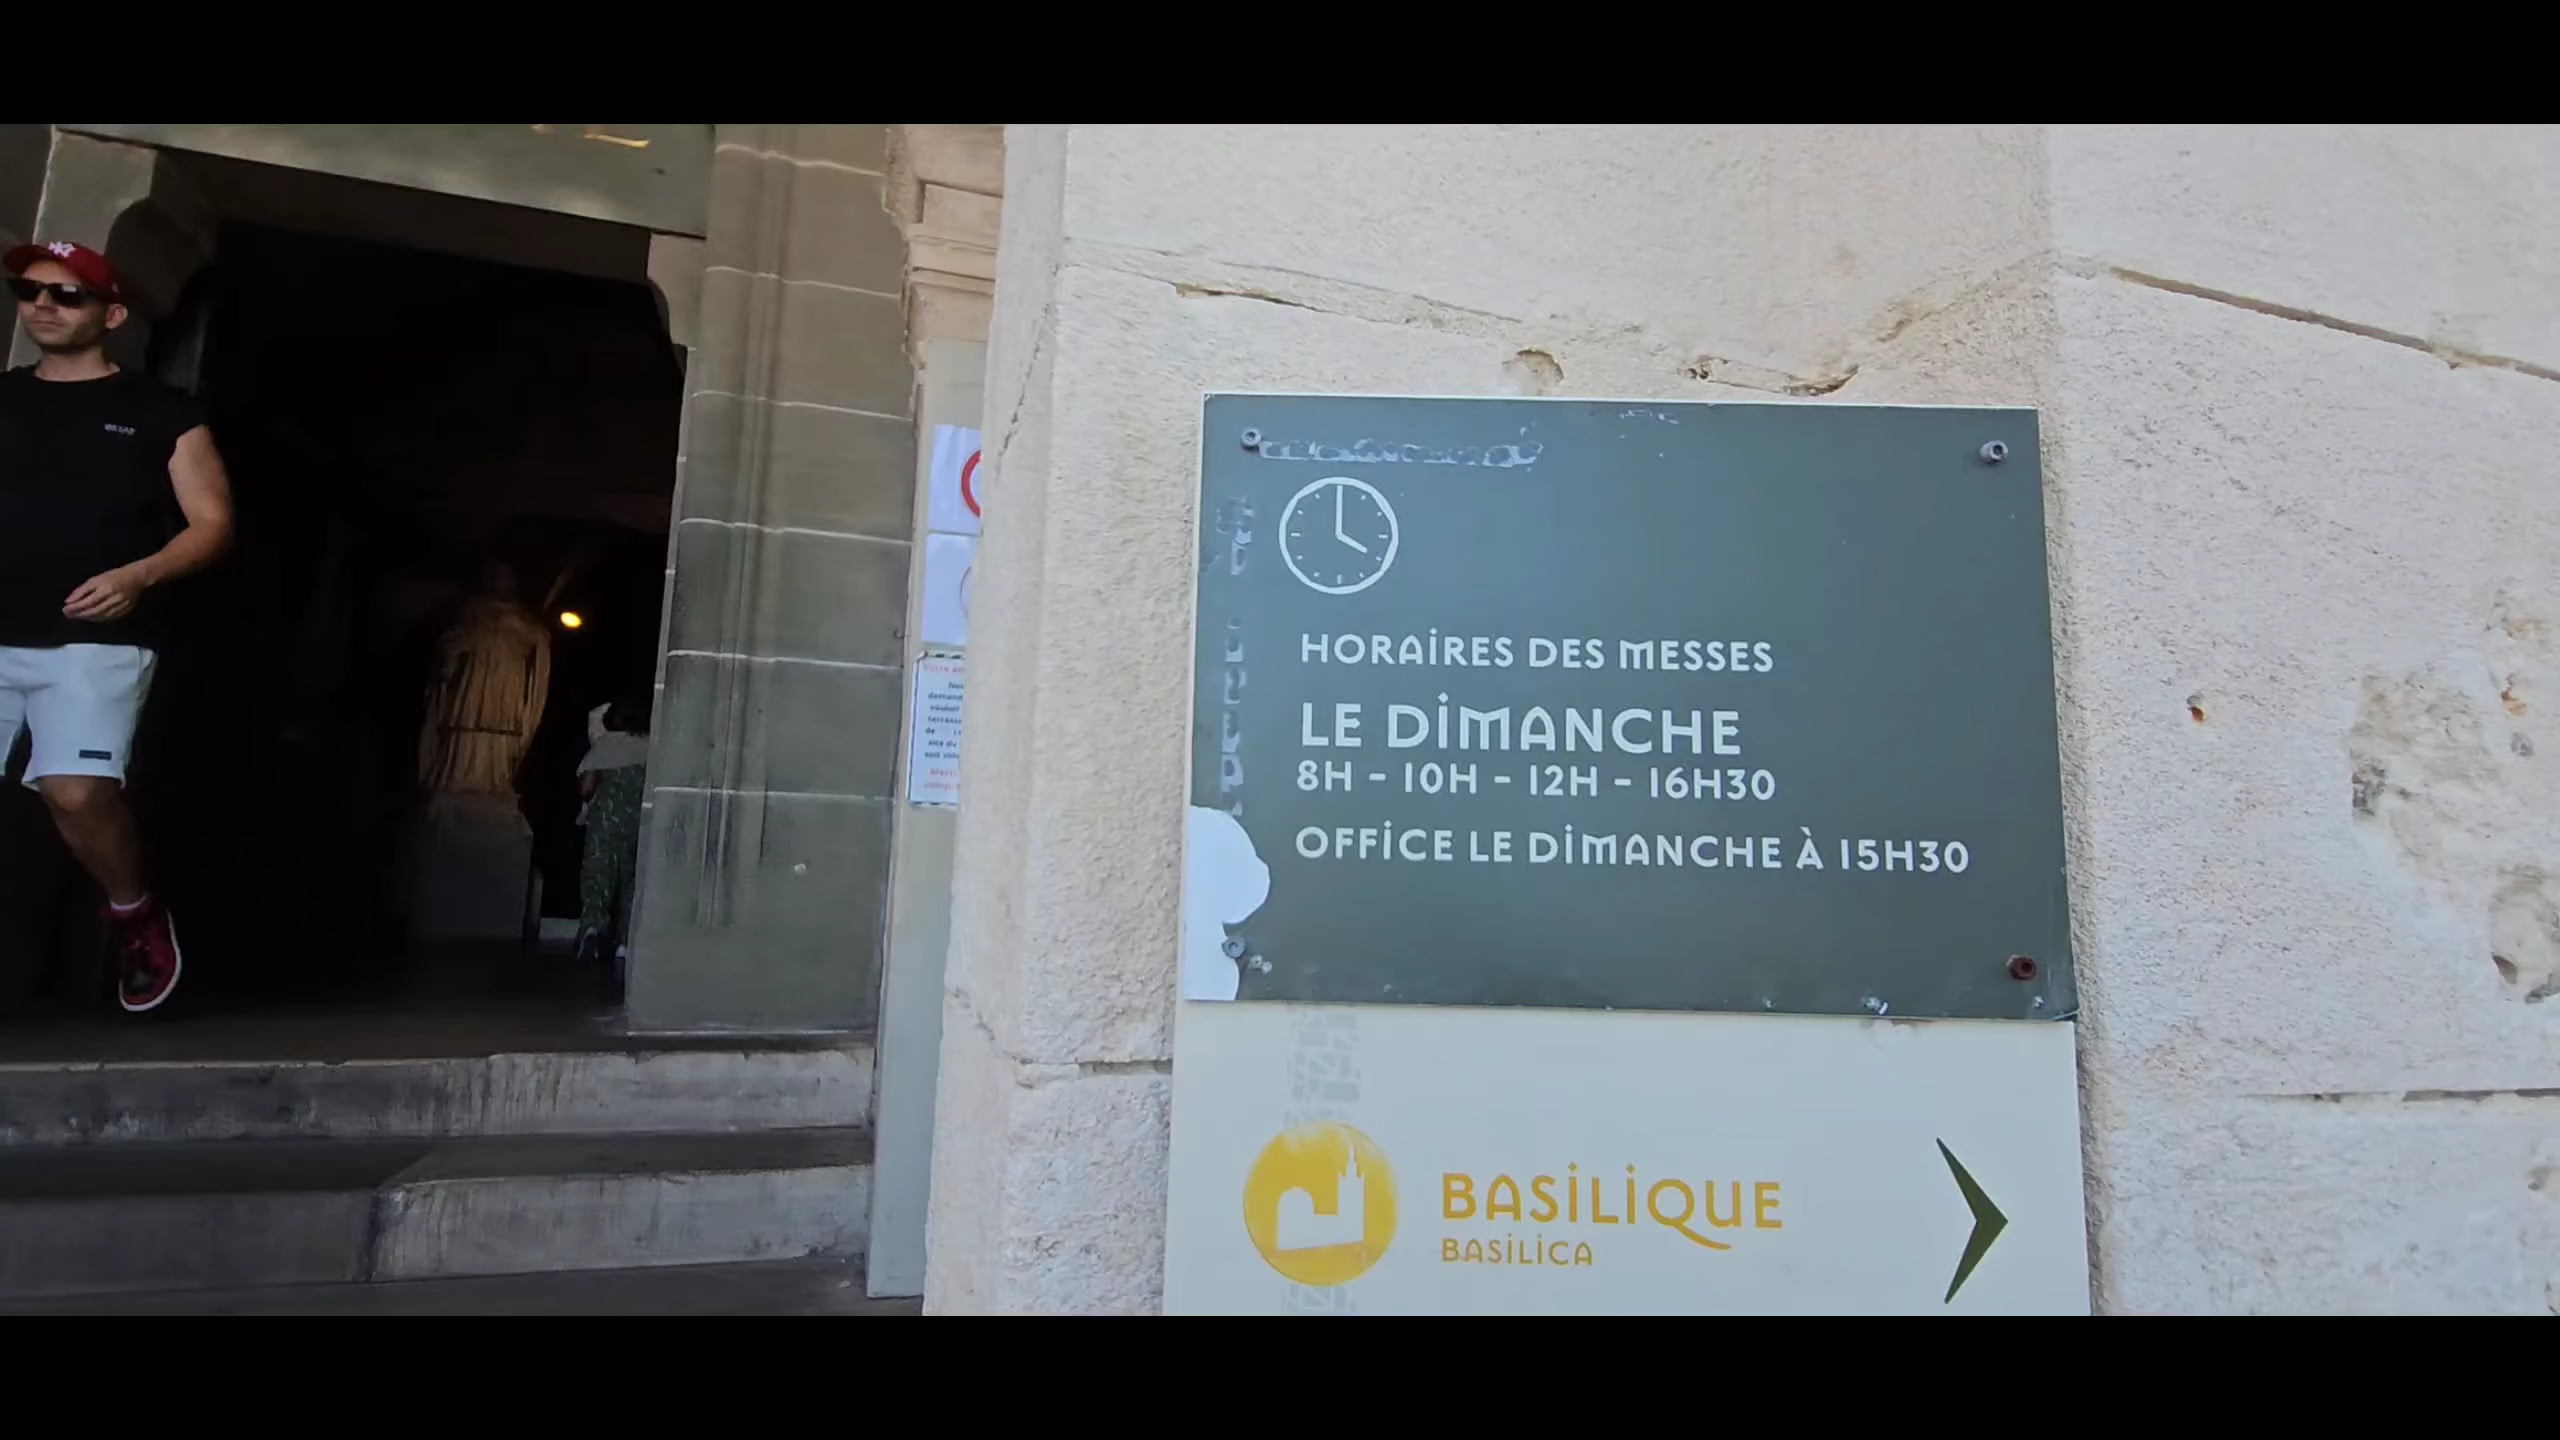 HORAIRES DES MESSES
LE DIMANCHE
8H - 10H - 12H - 16H30
OFFICE LE DIMANCHE À 15H30
BASILIQUE
BASILICA